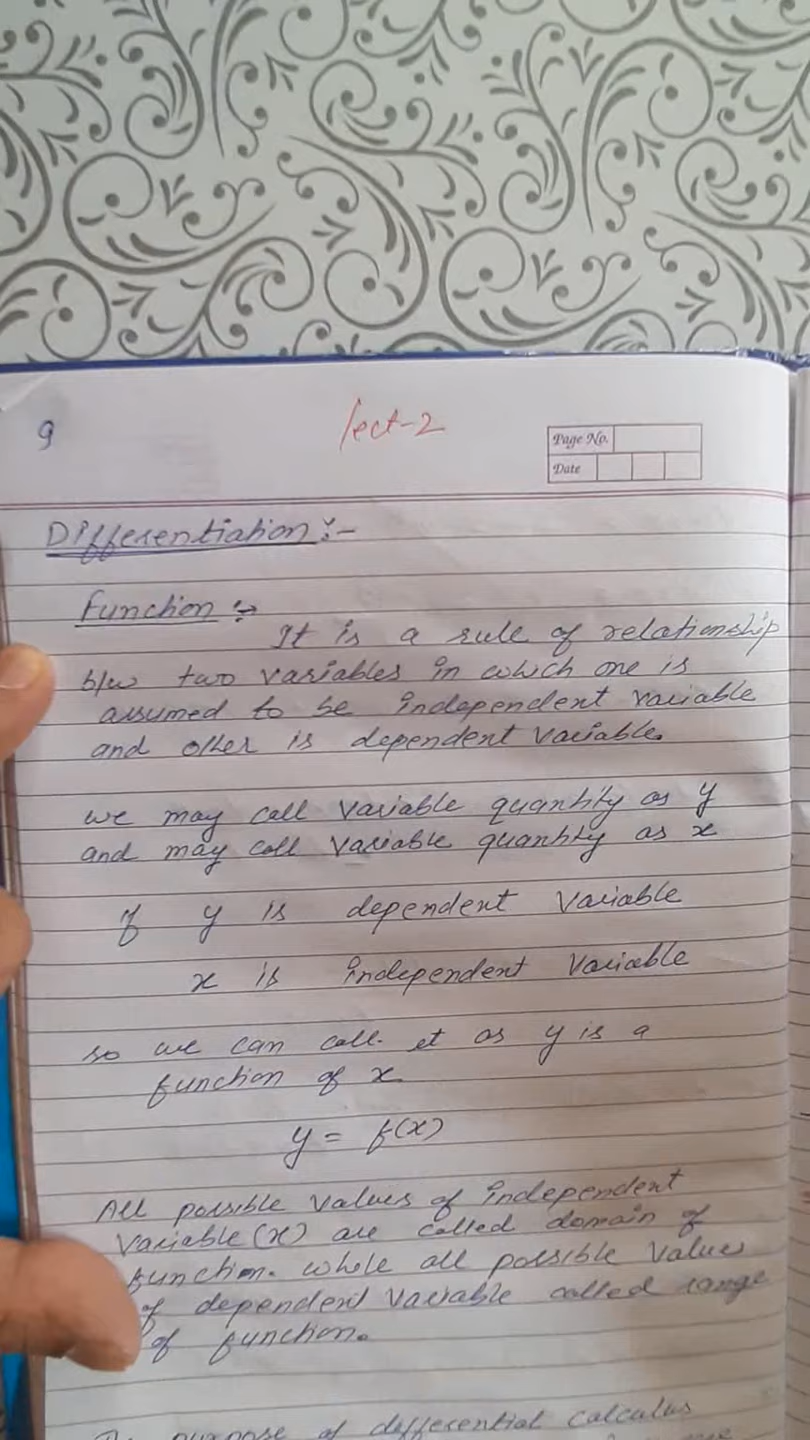 9
lect-2
Page No.
Date
Differentiation :-
Function :-
It is a rule of relationship
b/w two variables in which one is
assumed to be independent variable
and other is dependent variable.
we may call variable quantity as y
and may call variable quantity as x
if y is dependent variable
x is independent variable
so we can call it as y is a
function of x
y = f(x)
All possible values of independent
variable (x) are called domain of
function. while all possible values
of dependent variable called range
of function.
purpose of differential calculus